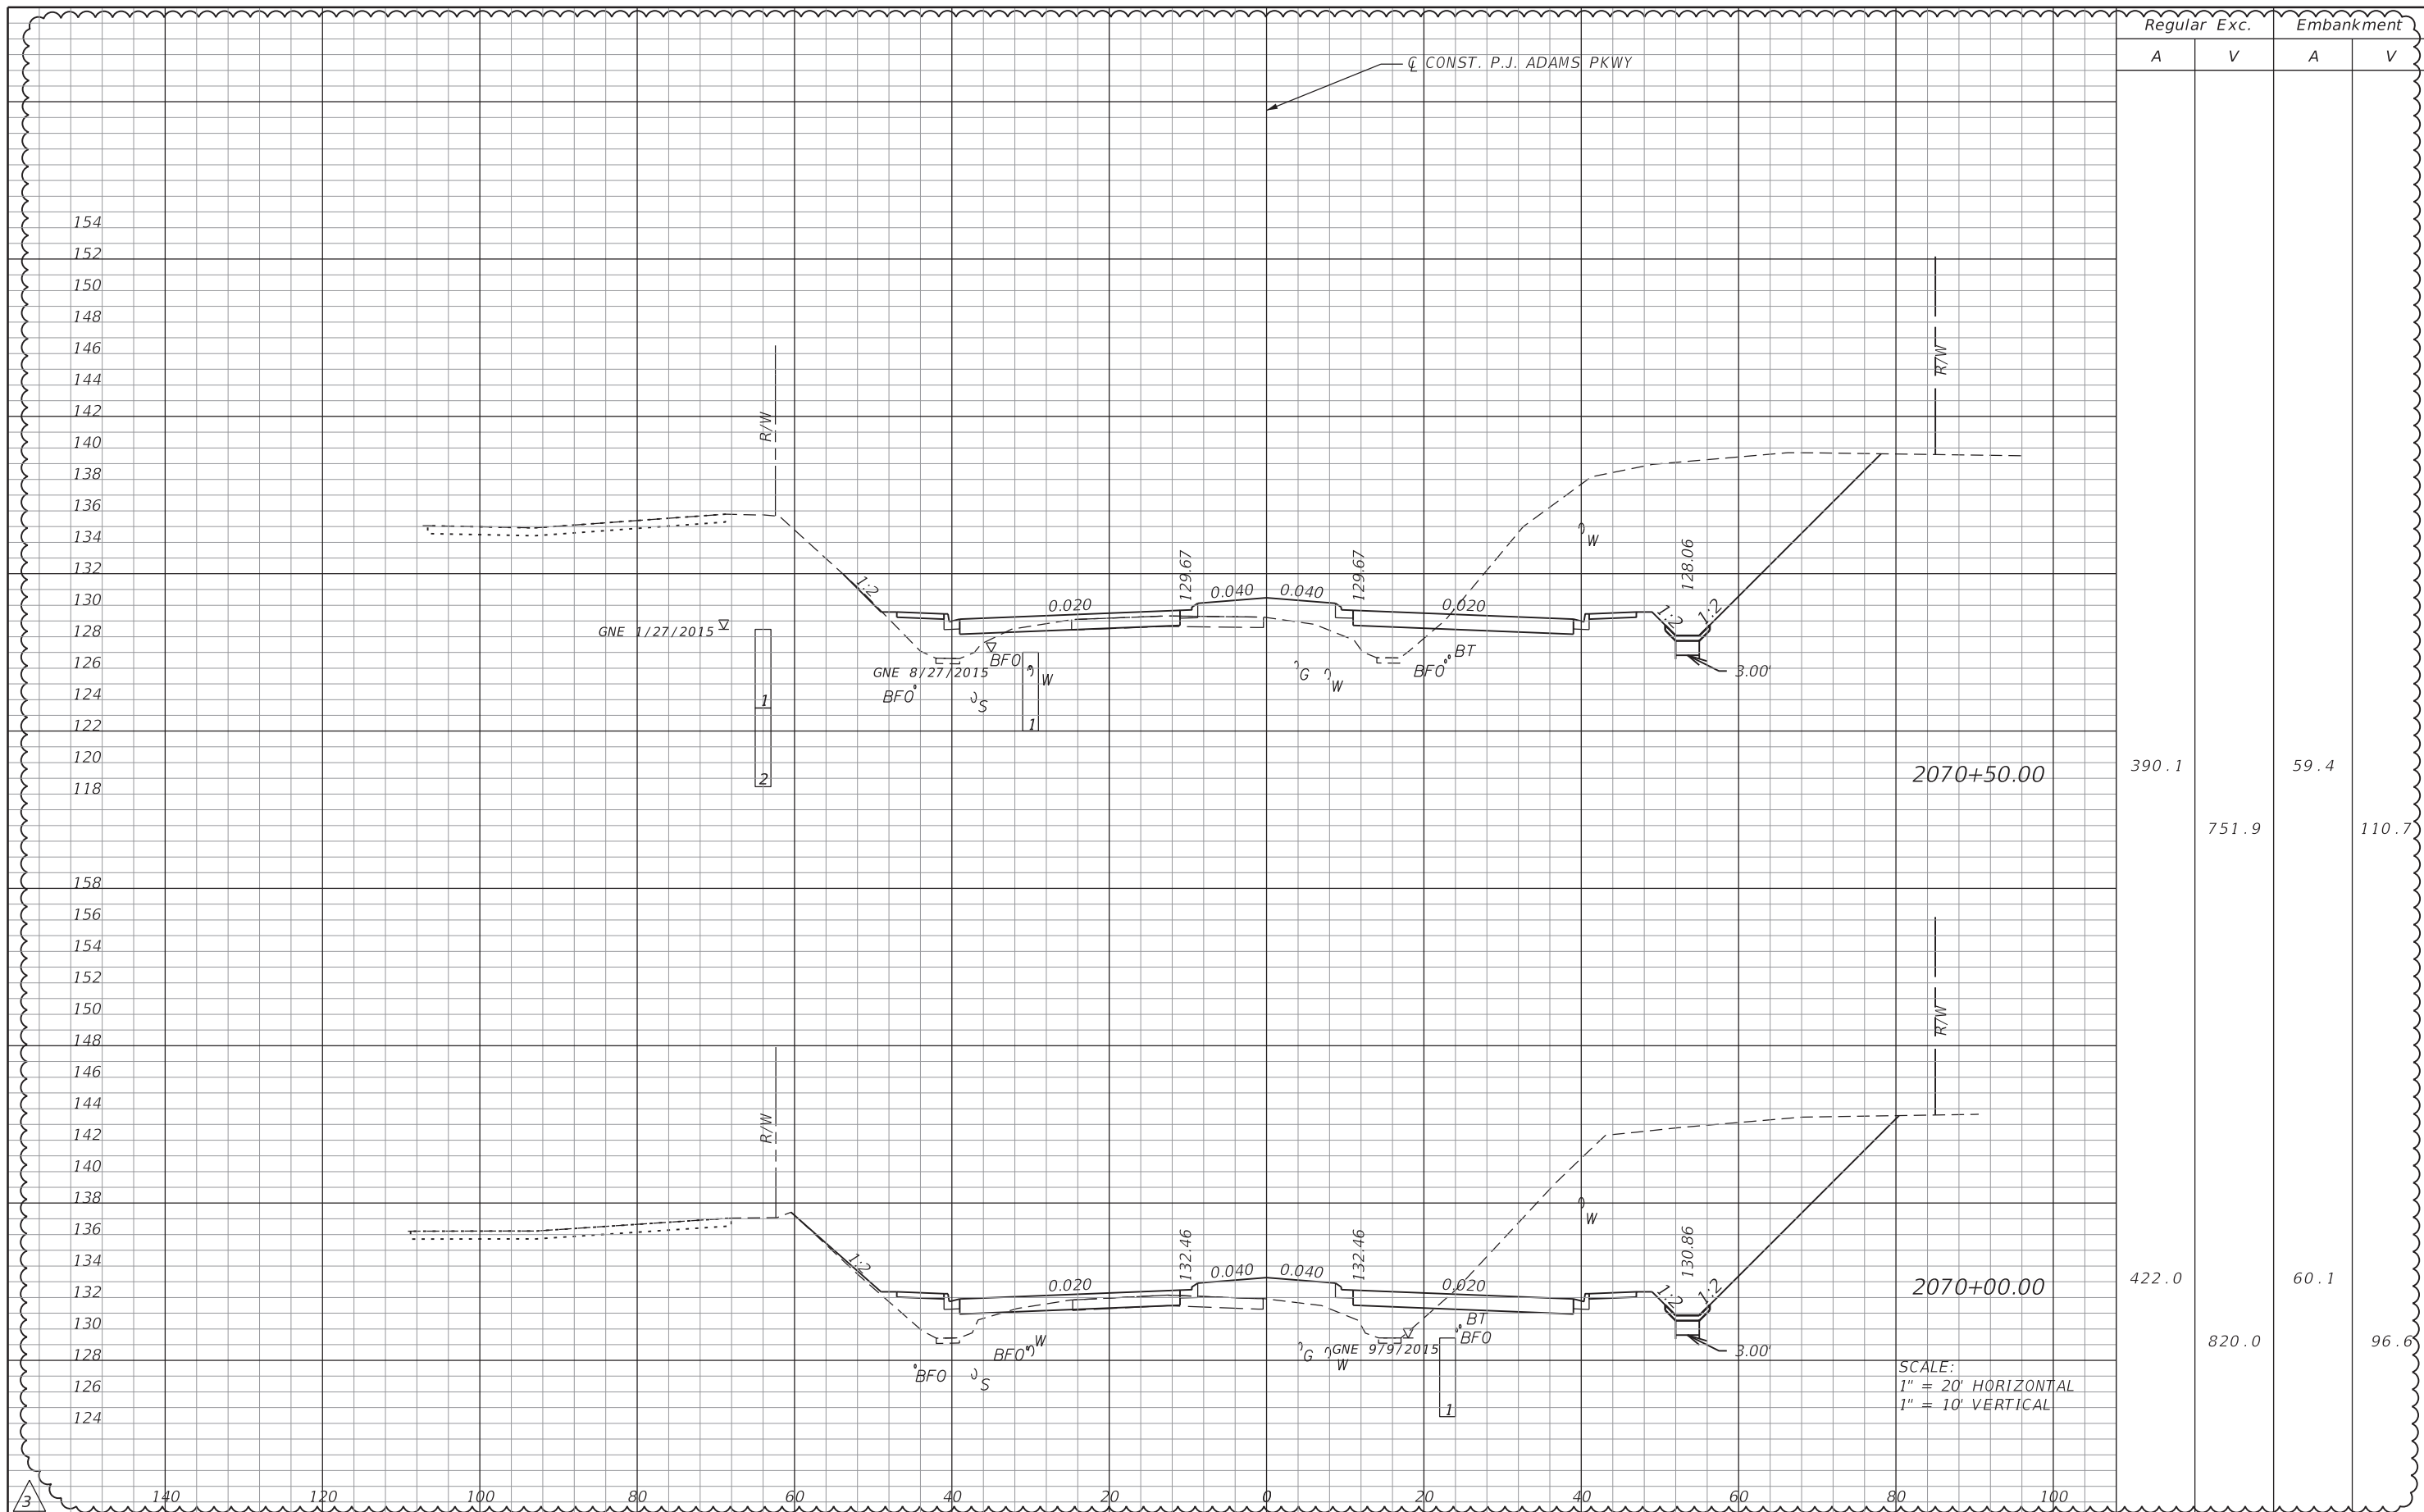 Regular Exc. Embankment
A V A V
℄ CONST. P.J. ADAMS PKWY
154
152
150
148
146
144
142
140
138
136
134
132
130
128
126
124
122
120
118
R/W
R/W
1:2
0.020
129.67
0.040
0.040
129.67
0.020
W
128.06
1:2
1:2
GNE 1/27/2015
1
2
GNE 8/27/2015
BFO
BFO
S
W
1
G
W
BFO
BT
3.00'
2070+50.00
390.1 59.4
751.9 110.7
158
156
154
152
150
148
146
144
142
140
138
136
134
132
130
128
126
124
R/W
R/W
1:2
0.020
132.46
0.040
0.040
132.46
0.020
W
130.86
1:2
1:2
2070+00.00
422.0 60.1
BFO
S
BFO
W
G
W
GNE 9/9/2015
BT
BFO
1
3.00'
820.0 96.6
SCALE:
1" = 20' HORIZONTAL
1" = 10' VERTICAL
3
140 120 100 80 60 40 20 0 20 40 60 80 100